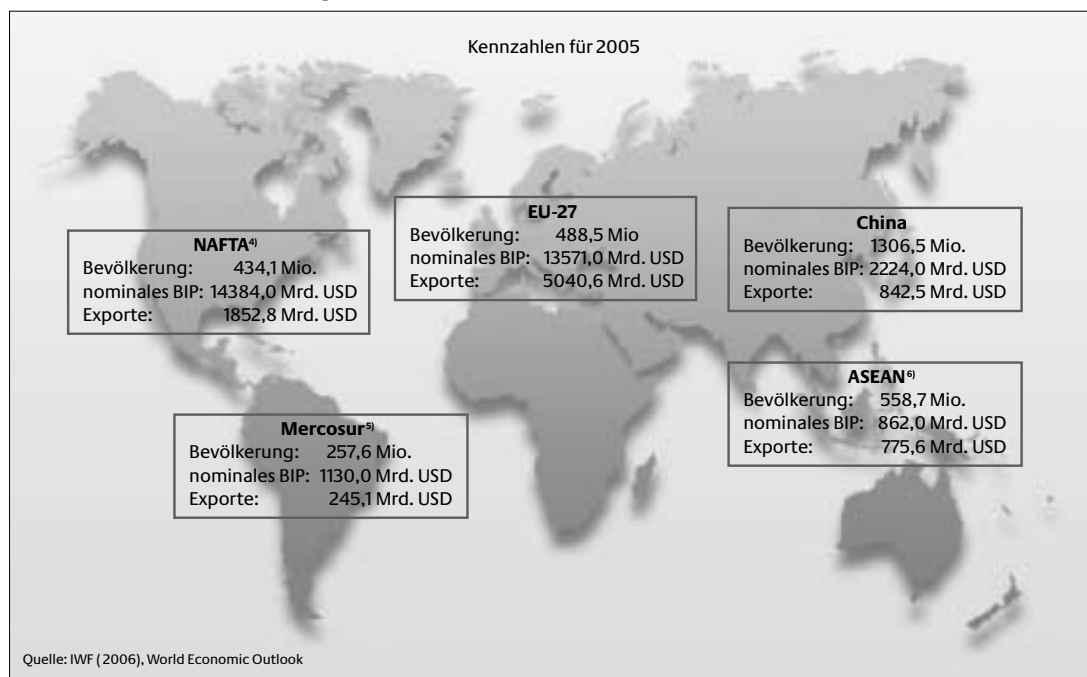 Kennzahlen für 2005
NAFTA⁴⁾
Bevölkerung: 434,1 Mio.
nominales BIP: 14384,0 Mrd. USD
Exporte: 1852,8 Mrd. USD
EU-27
Bevölkerung: 488,5 Mio
nominales BIP: 13571,0 Mrd. USD
Exporte: 5040,6 Mrd. USD
China
Bevölkerung: 1306,5 Mio.
nominales BIP: 2224,0 Mrd. USD
Exporte: 842,5 Mrd. USD
Mercosur⁵⁾
Bevölkerung: 257,6 Mio.
nominales BIP: 1130,0 Mrd. USD
Exporte: 245,1 Mrd. USD
ASEAN⁶⁾
Bevölkerung: 558,7 Mio.
nominales BIP: 862,0 Mrd. USD
Exporte: 775,6 Mrd. USD
Quelle: IWF ( 2006), World Economic Outlook